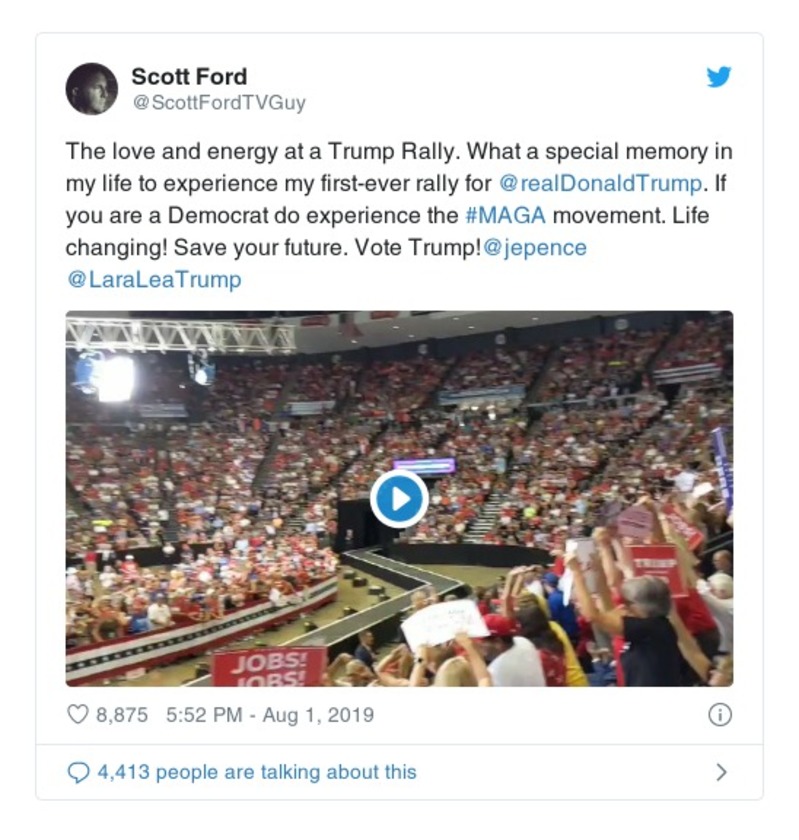 Scott Ford
@ScottFordTVGuy
The love and energy at a Trump Rally. What a special memory in
my life to experience my first-ever rally for @realDonaldTrump. If
you are a Democrat do experience the #MAGA movement. Life
changing! Save your future. Vote Trump!@jepence
@LaraLeaTrump
TRUMP
JOBS!
JOBS!
8,875 5:52 PM - Aug 1, 2019
4,413 people are talking about this